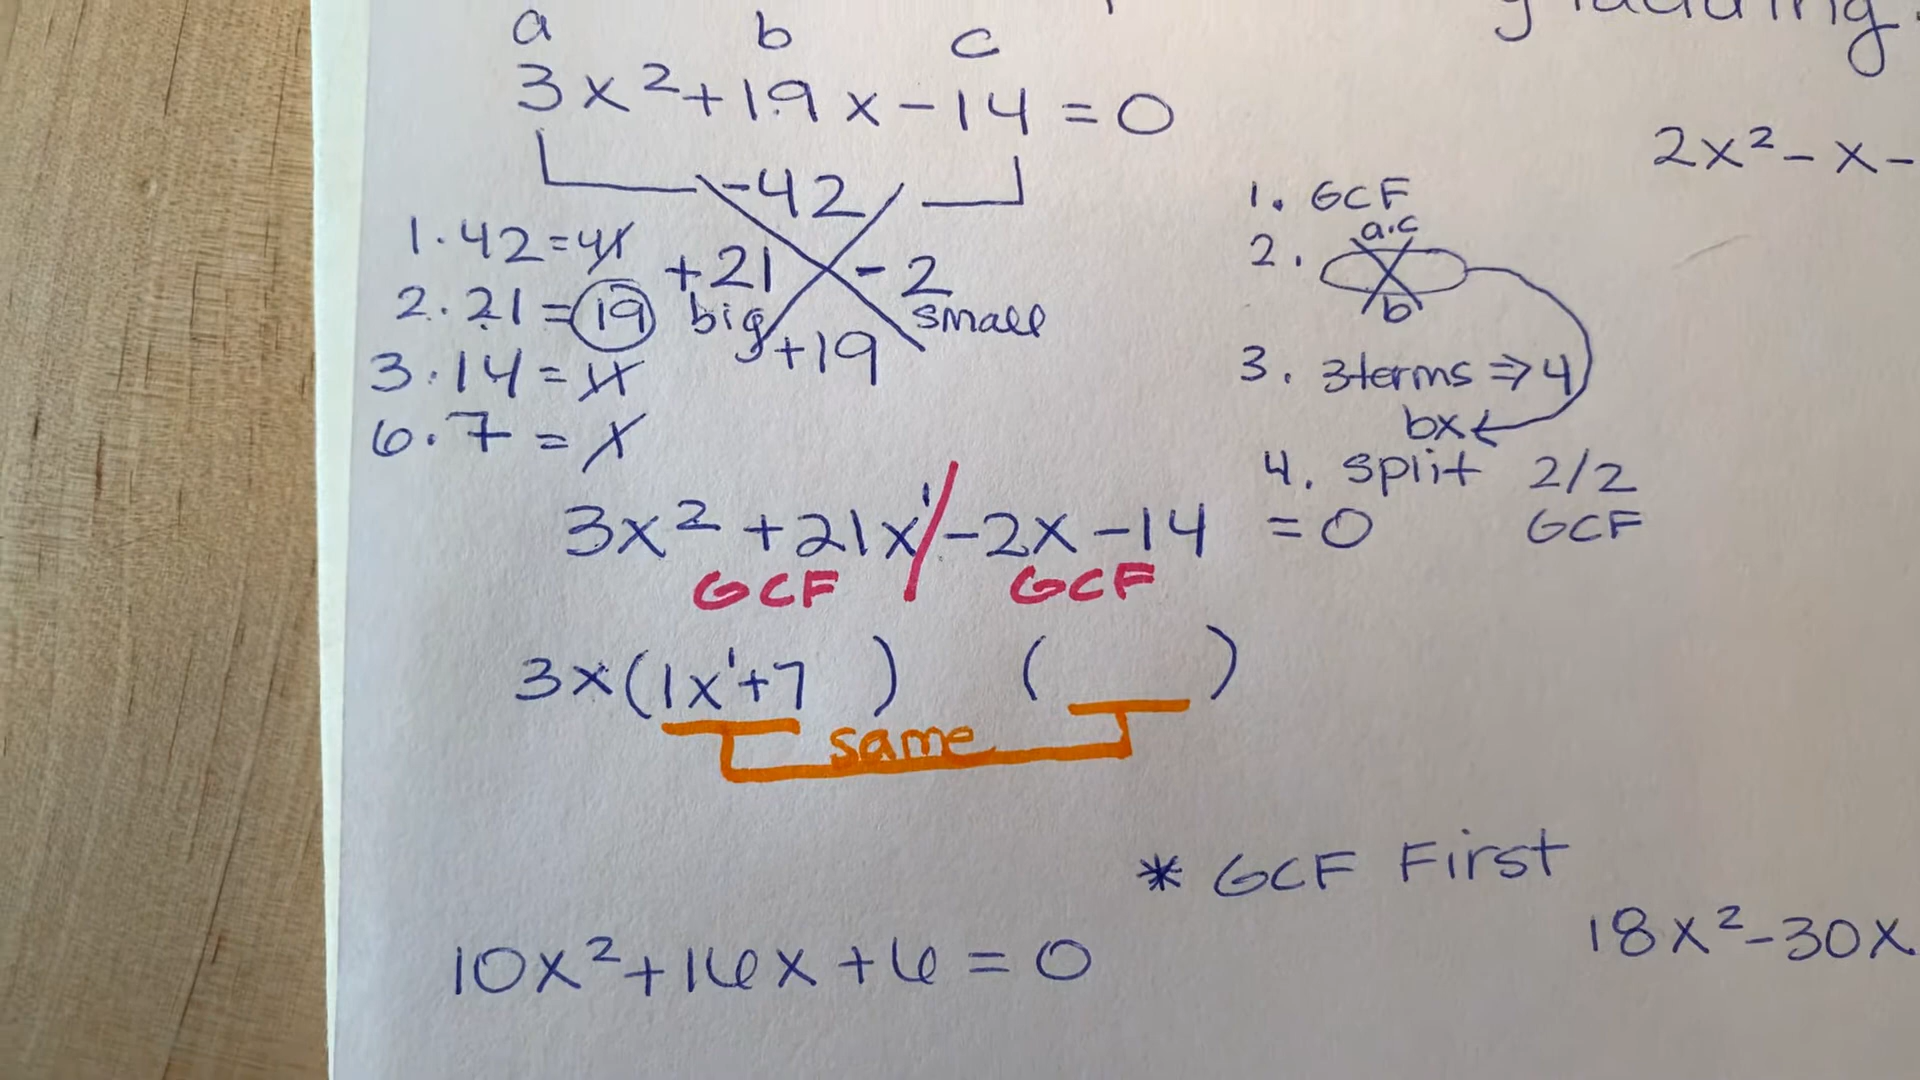 a b c
3x² + 19x - 14 = 0
2x² - x -
-42
+21 -2
big small
+19
1 · 42 = 41
2 · 21 = 19
3 · 14 = 11
6 · 7 = 1
1. GCF
2. a·c
b
3. 3terms ⇒ 4
bx
4. split 2/2
GCF
3x² + 21x¹ / - 2x - 14 = 0
GCF GCF
3x(1x¹+7 ) ( )
same
* GCF First
10x² + 16x + 6 = 0
18x² - 30x